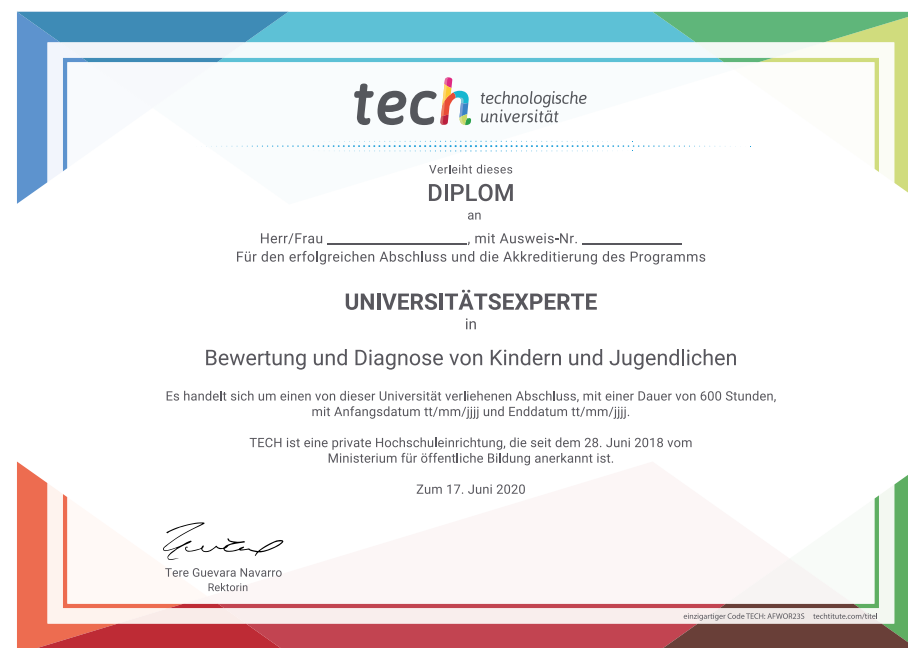 tech technologische
universität
Verleiht dieses
DIPLOM
an
Herr/Frau ____________, mit Ausweis-Nr. ____________
Für den erfolgreichen Abschluss und die Akkreditierung des Programms
UNIVERSITÄTSEXPERTE
in
Bewertung und Diagnose von Kindern und Jugendlichen
Es handelt sich um einen von dieser Universität verliehenen Abschluss, mit einer Dauer von 600 Stunden,
mit Anfangsdatum tt/mm/jjjj und Enddatum tt/mm/jjjj.
TECH ist eine private Hochschuleinrichtung, die seit dem 28. Juni 2018 vom
Ministerium für öffentliche Bildung anerkannt ist.
Zum 17. Juni 2020
Tere Guevara Navarro
Rektorin
einzigartiger Code TECH: AFWOR23S techtitute.com/titel